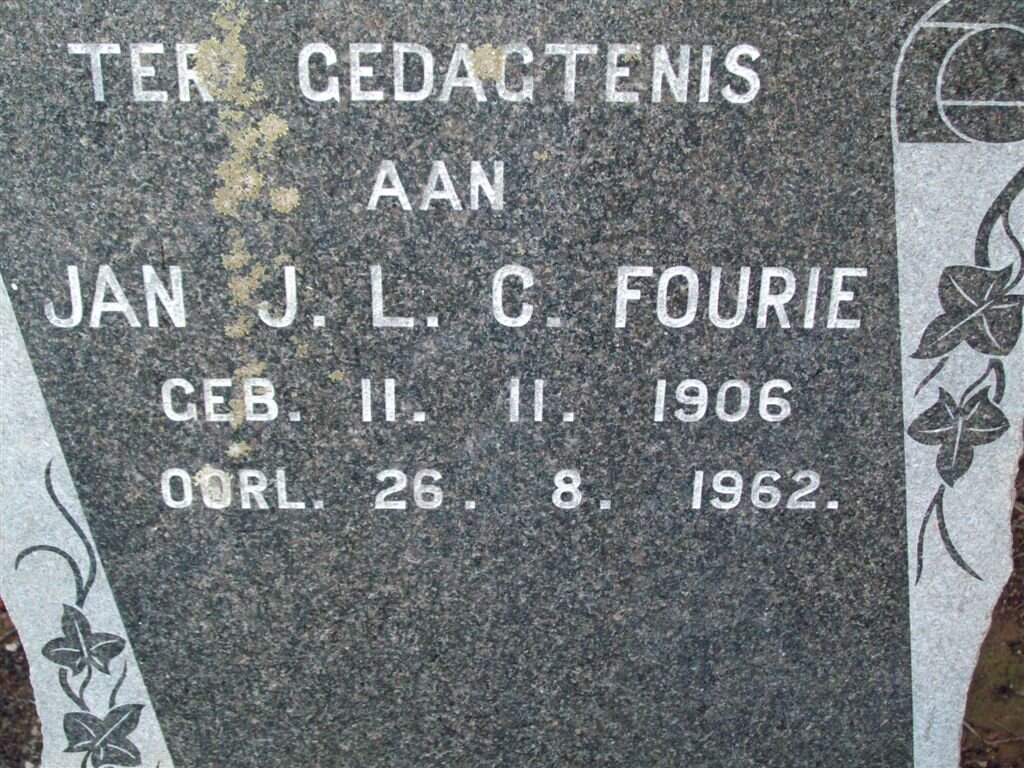 TER GEDAGTENIS
AAN
JAN J. L. C. FOURIE
GEB. 11. 11. 1906
OORL. 26. 8. 1962.